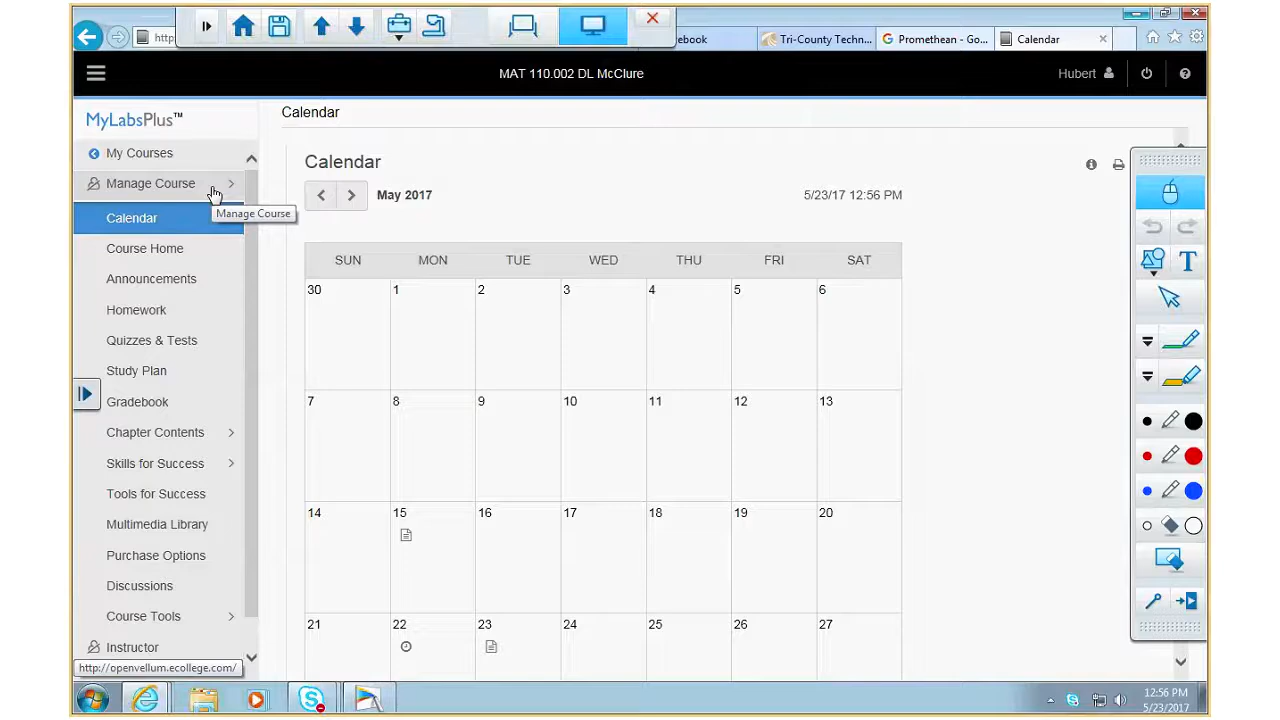 http
ebook
Tri-County Techn...
Promethean - Go...
Calendar
MAT 110.002 DL McClure
Hubert
MyLabsPlus™
Calendar
My Courses
Manage Course
Manage Course
Calendar
Course Home
Announcements
Homework
Quizzes & Tests
Study Plan
Gradebook
Chapter Contents
Skills for Success
Tools for Success
Multimedia Library
Purchase Options
Discussions
Course Tools
Instructor
http://openvellum.ecollege.com/
Calendar
May 2017
5/23/17 12:56 PM
SUN MON TUE WED THU FRI SAT
30 1 2 3 4 5 6
7 8 9 10 11 12 13
14 15 16 17 18 19 20
21 22 23 24 25 26 27
T
12:56 PM
5/23/2017